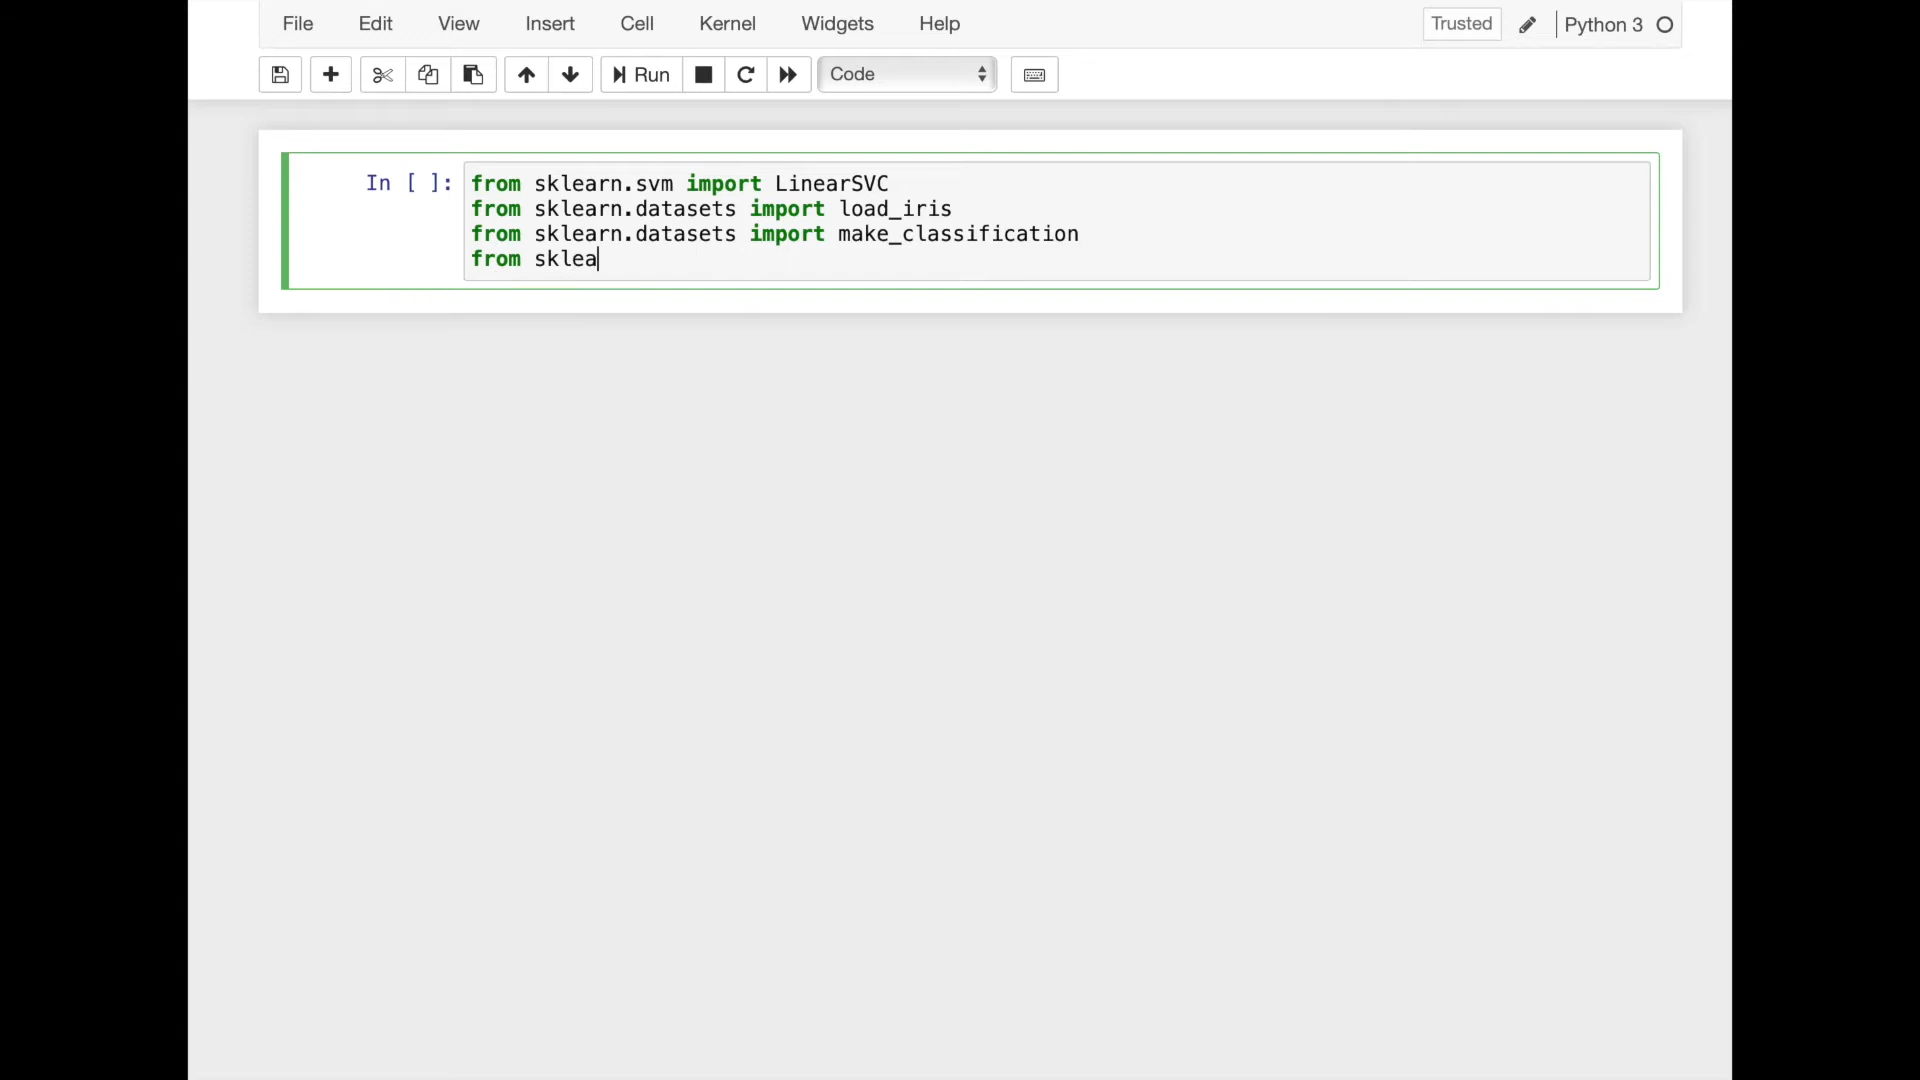 File Edit View Insert Cell Kernel Widgets Help Trusted Python 3
Run Code
In [ ]: from sklearn.svm import LinearSVC
from sklearn.datasets import load_iris
from sklearn.datasets import make_classification
from sklea